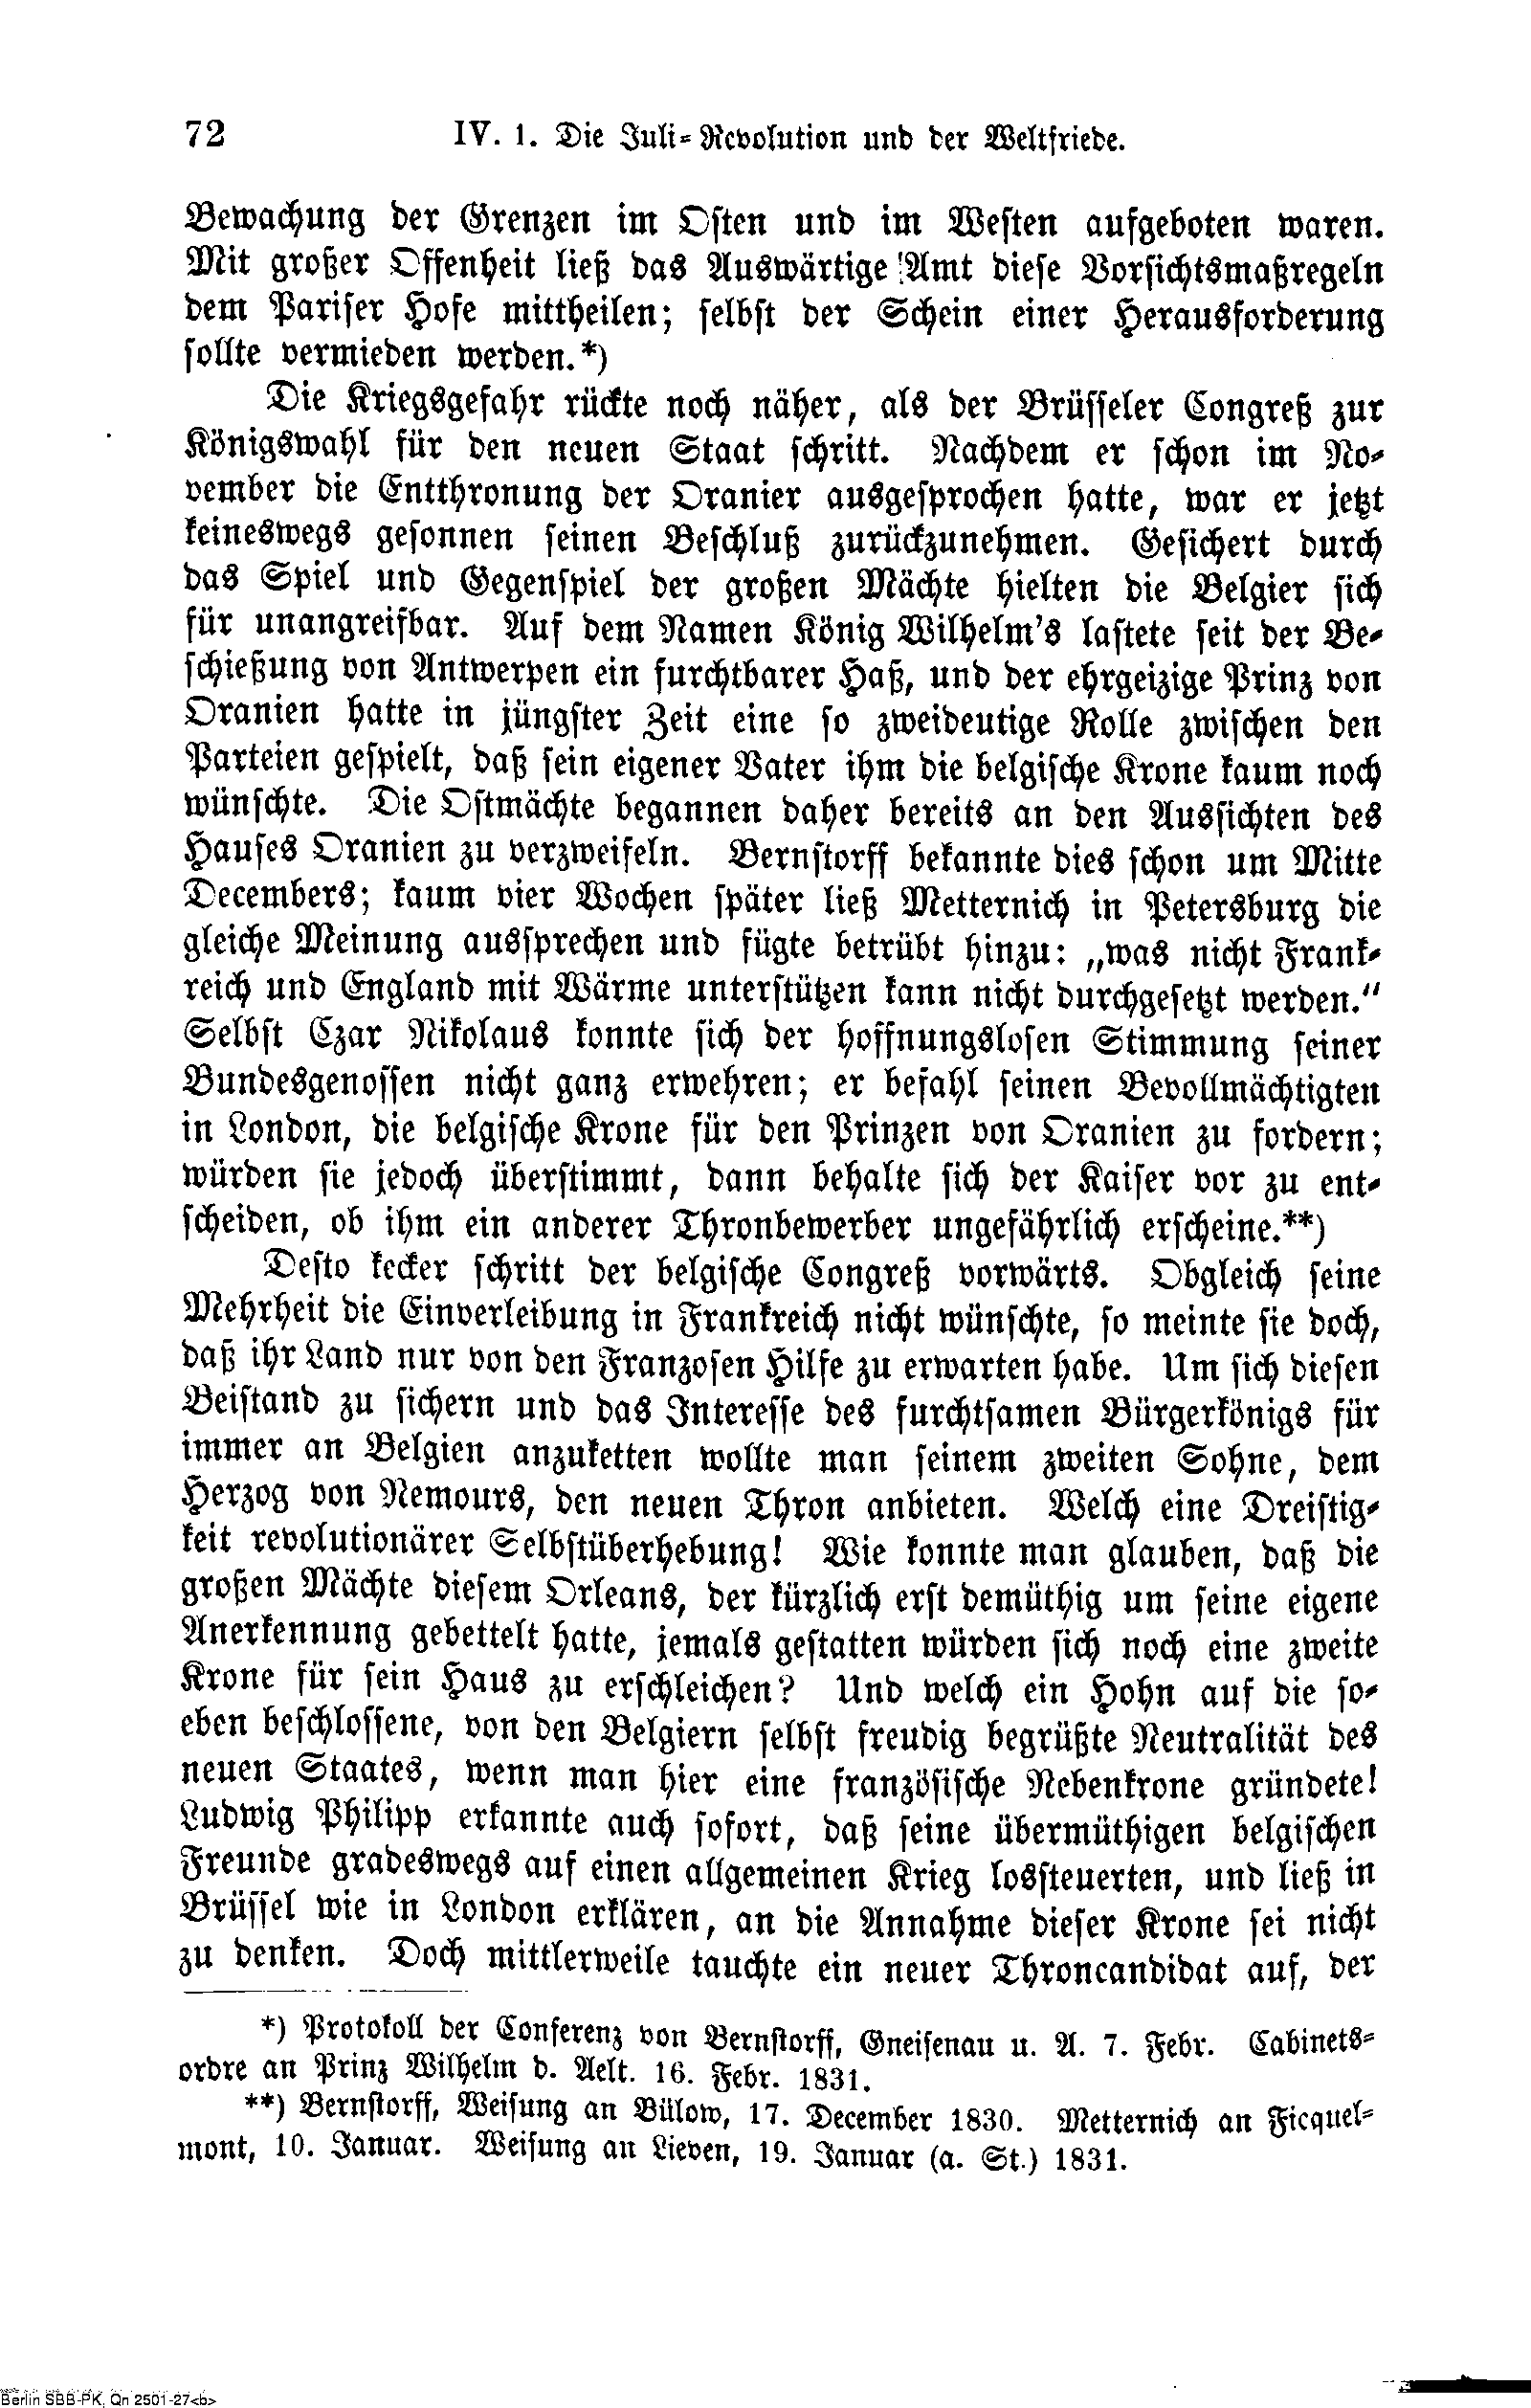 72 IV. 1. Die Juli-Revolution und der Weltfriede.
Bewachung der Grenzen im Osten und im Westen aufgeboten waren.
Mit großer Offenheit ließ das Auswärtige Amt diese Vorsichtsmaßregeln
dem Pariser Hofe mittheilen; selbst der Schein einer Herausforderung
sollte vermieden werden.*)
Die Kriegsgefahr rückte noch näher, als der Brüsseler Congreß zur
Königswahl für den neuen Staat schritt. Nachdem er schon im No-
vember die Entthronung der Oranier ausgesprochen hatte, war er jetzt
keineswegs gesonnen seinen Beschluß zurückzunehmen. Gesichert durch
das Spiel und Gegenspiel der großen Mächte hielten die Belgier sich
für unangreifbar. Auf dem Namen König Wilhelm's lastete seit der Be-
schießung von Antwerpen ein furchtbarer Haß, und der ehrgeizige Prinz von
Oranien hatte in jüngster Zeit eine so zweideutige Rolle zwischen den
Parteien gespielt, daß sein eigener Vater ihm die belgische Krone kaum noch
wünschte. Die Ostmächte begannen daher bereits an den Aussichten des
Hauses Oranien zu verzweifeln. Bernstorff bekannte dies schon um Mitte
Decembers; kaum vier Wochen später ließ Metternich in Petersburg die
gleiche Meinung aussprechen und fügte betrübt hinzu: „was nicht Frank-
reich und England mit Wärme unterstützen kann nicht durchgesetzt werden."
Selbst Czar Nikolaus konnte sich der hoffnungslosen Stimmung seiner
Bundesgenossen nicht ganz erwehren; er befahl seinen Bevollmächtigten
in London, die belgische Krone für den Prinzen von Oranien zu fordern;
würden sie jedoch überstimmt, dann behalte sich der Kaiser vor zu ent-
scheiden, ob ihm ein anderer Thronbewerber ungefährlich erscheine.**)
Desto kecker schritt der belgische Congreß vorwärts. Obgleich seine
Mehrheit die Einverleibung in Frankreich nicht wünschte, so meinte sie doch,
daß ihr Land nur von den Franzosen Hilfe zu erwarten habe. Um sich diesen
Beistand zu sichern und das Interesse des furchtsamen Bürgerkönigs für
immer an Belgien anzuketten wollte man seinem zweiten Sohne, dem
Herzog von Nemours, den neuen Thron anbieten. Welch eine Dreistig-
keit revolutionärer Selbstüberhebung! Wie konnte man glauben, daß die
großen Mächte diesem Orleans, der kürzlich erst demüthig um seine eigene
Anerkennung gebettelt hatte, jemals gestatten würden sich noch eine zweite
Krone für sein Haus zu erschleichen? Und welch ein Hohn auf die so-
eben beschlossene, von den Belgiern selbst freudig begrüßte Neutralität des
neuen Staates, wenn man hier eine französische Nebenkrone gründete!
Ludwig Philipp erkannte auch sofort, daß seine übermüthigen belgischen
Freunde gradeswegs auf einen allgemeinen Krieg lossteuerten, und ließ in
Brüssel wie in London erklären, an die Annahme dieser Krone sei nicht
zu denken. Doch mittlerweile tauchte ein neuer Throncandidat auf, der
*) Protokoll der Conferenz von Bernstorff, Gneisenau u. A. 7. Febr. Cabinets-
ordre an Prinz Wilhelm d. Aelt. 16. Febr. 1831.
**) Bernstorff, Weisung an Bülow, 17. December 1830. Metternich an Ficquel-
mont, 10. Januar. Weisung an Lieven, 19. Januar (a. St.) 1831.
Berlin SBB-PK, Qn 2501-27<b>